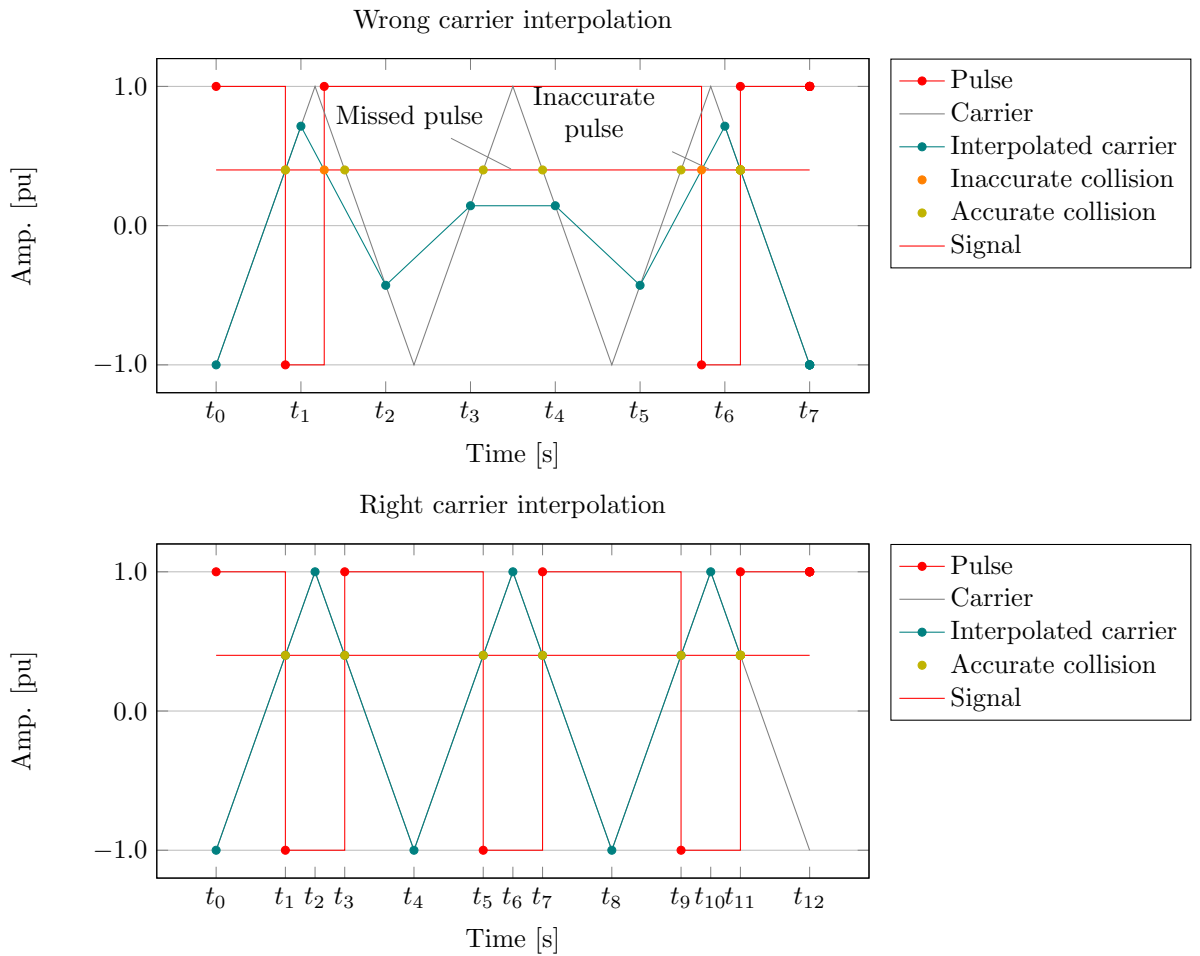 Wrong carrier interpolation
1.0
0.0
−1.0
Amp. [pu]
Missed pulse
Inaccurate
pulse
t0 t1 t2 t3 t4 t5 t6 t7
Time [s]
Pulse
Carrier
Interpolated carrier
Inaccurate collision
Accurate collision
Signal
Right carrier interpolation
1.0
0.0
−1.0
Amp. [pu]
t0 t1 t2 t3 t4 t5 t6 t7 t8 t9 t10 t11 t12
Time [s]
Pulse
Carrier
Interpolated carrier
Accurate collision
Signal